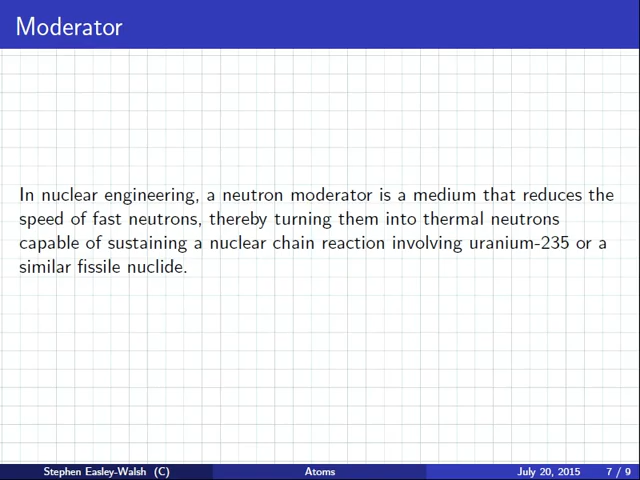 Moderator
In nuclear engineering, a neutron moderator is a medium that reduces the
speed of fast neutrons, thereby turning them into thermal neutrons
capable of sustaining a nuclear chain reaction involving uranium-235 or a
similar fissile nuclide.
Stephen Easley-Walsh (C) Atoms July 20, 2015 7 / 9